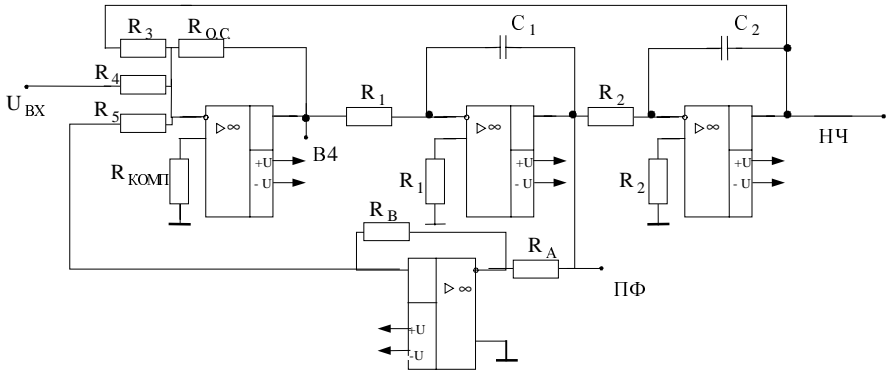 R3
RО.С.
C1
C2
R4
UВХ
R5
R1
R2
▷∞
▷∞
▷∞
НЧ
В4
+U
- U
+U
- U
+U
- U
RКОМП
R1
R2
RВ
RА
▷∞
ПФ
+U
-U